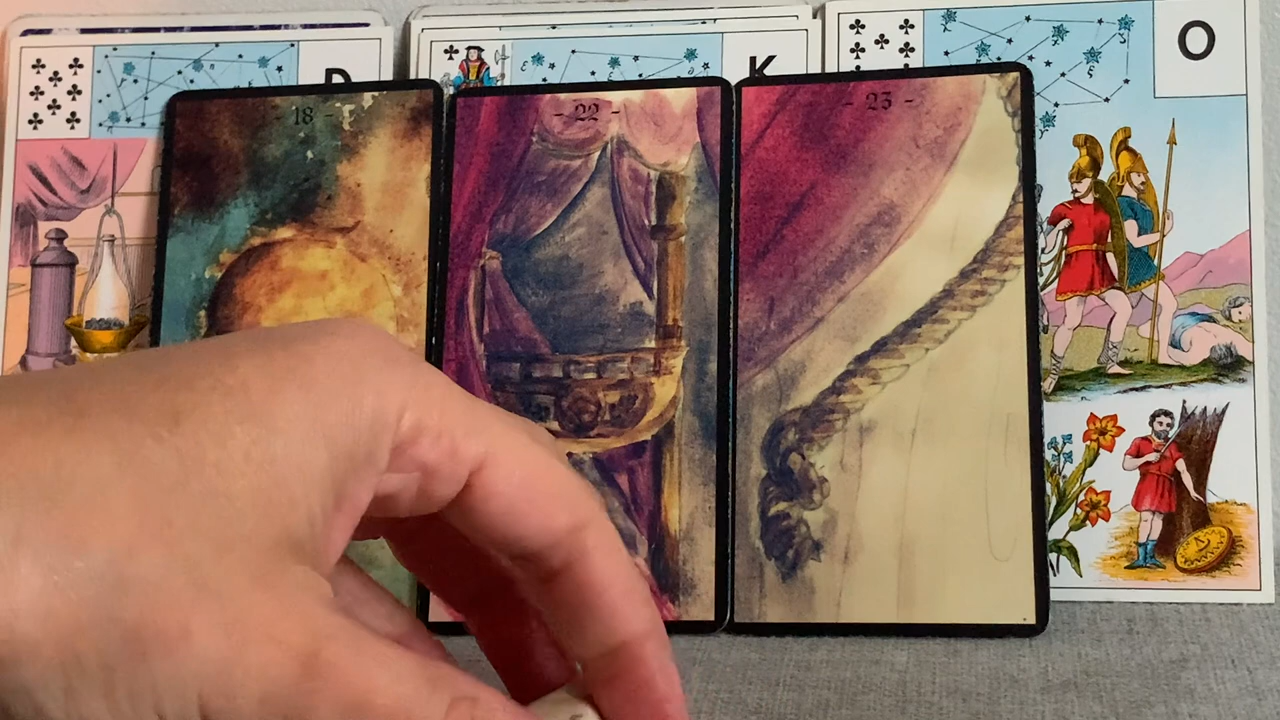 K
O
- 18 -
- 22 -
- 23 -